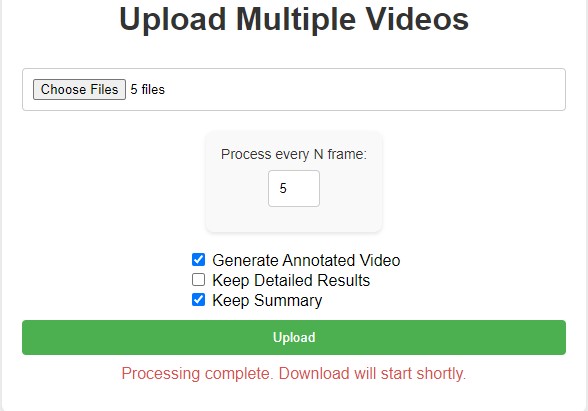 Upload Multiple Videos
Choose Files 5 files
Process every N frame:
5
Generate Annotated Video
Keep Detailed Results
Keep Summary
Upload
Processing complete. Download will start shortly.